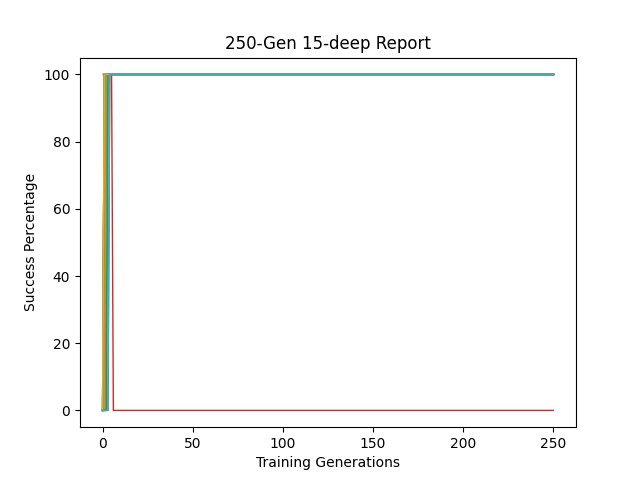 250-Gen 15-deep Report
100
80
60
40
20
0
Success Percentage
0 50 100 150 200 250
Training Generations